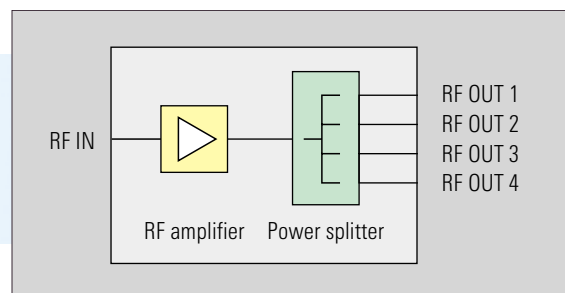 RF IN
RF OUT 1
RF OUT 2
RF OUT 3
RF OUT 4
RF amplifier
Power splitter